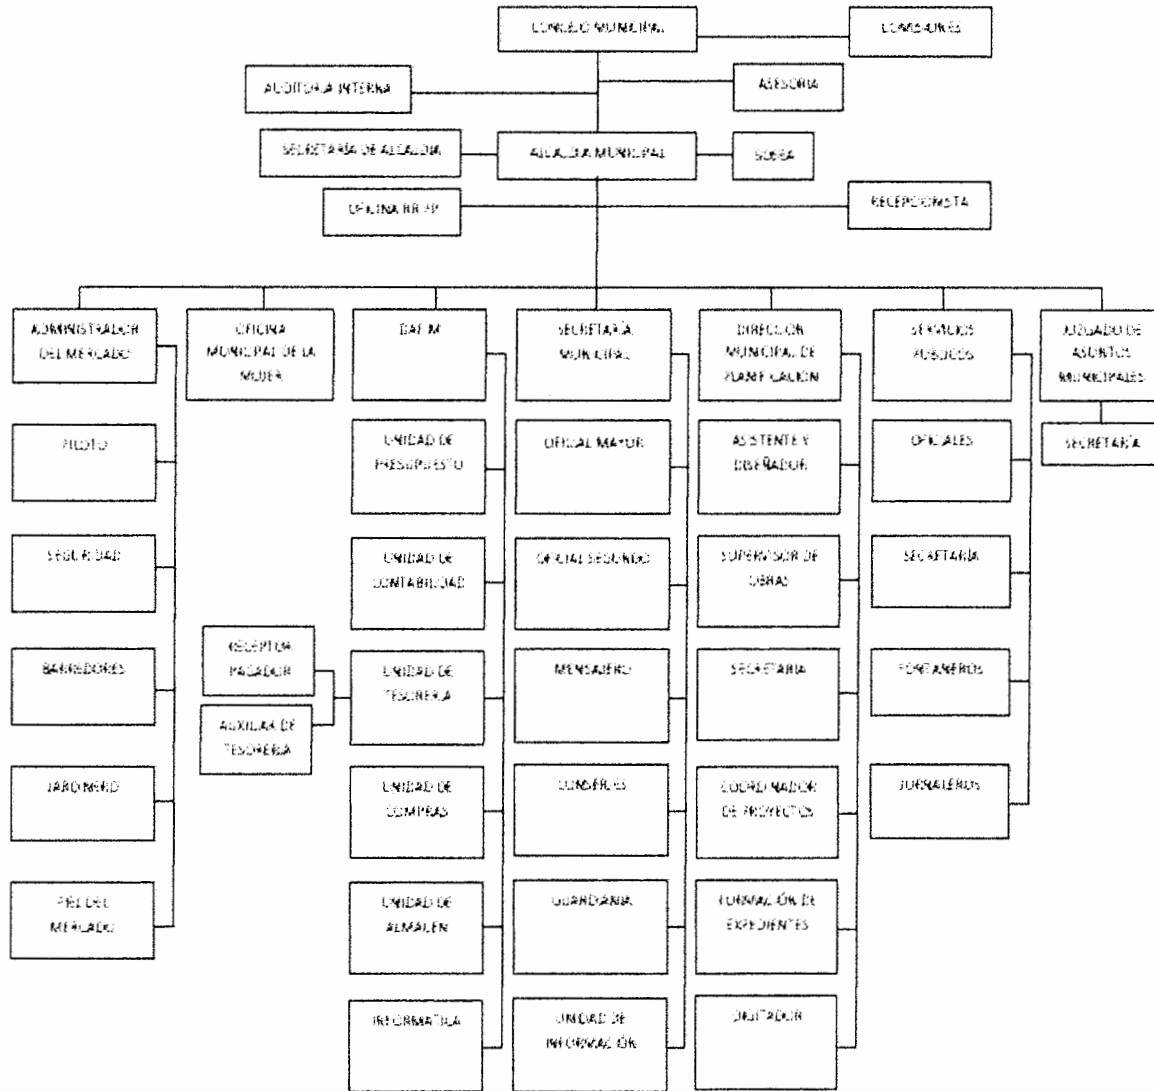 CONCEJO MUNICIPAL
COMISIONES
AUDITORIA INTERNA
ASESORIA
SECRETARÍA DE ALCALDIA
ALCALDIA MUNICIPAL
OFICINA RR PP
RECEPCIONISTA
ADMINISTRADOR
DEL MERCADO
OFICINA
MUNICIPAL DE LA
MUJER
DAFIM
SECRETARÍA
MUNICIPAL
DIRECCIÓN
MUNICIPAL DE
PLANIFICACIÓN
SERVICIOS
PÚBLICOS
JUZGADO DE
ASUNTOS
MUNICIPALES
PILOTO
UNIDAD DE
PRESUPUESTO
OFICIAL MAYOR
ASISTENTE Y
DISEÑADOR
OFICIALES
SECRETARÍA
SEGURIDAD
UNIDAD DE
CONTABILIDAD
OFICIAL SEGUNDO
SUPERVISOR DE
OBRAS
SECRETARÍA
BARREDORES
RECEPTOR
PAGADOR
AUXILIAR DE
TESORERIA
UNIDAD DE
TESORERIA
MENSAJERO
SECRETARIA
FONTANEROS
JARDINERO
UNIDAD DE
COMPRAS
CONSERJES
COORDINADOR
DE PROYECTOS
JORNALEROS
FIEL DEL
MERCADO
UNIDAD DE
ALMACEN
GUARDIANIA
FORMACIÓN DE
EXPEDIENTES
INFORMATICA
UNIDAD DE
INFORMACIÓN
DIGITADOR